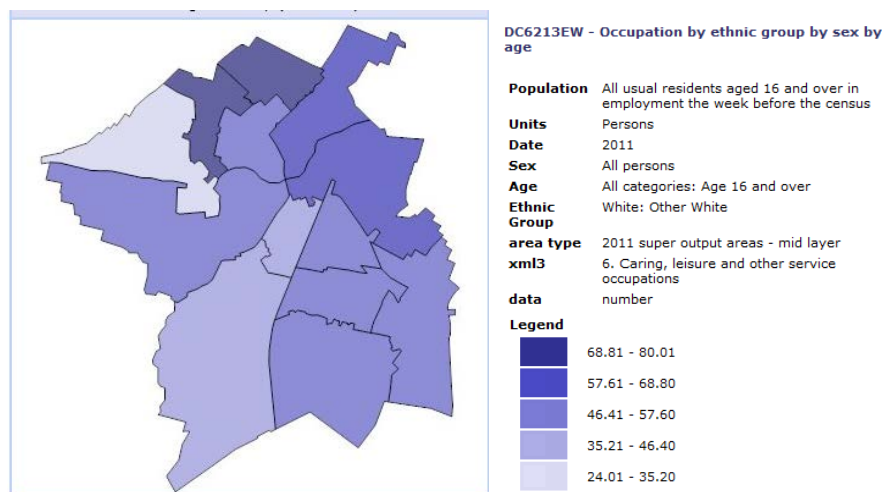 DC6213EW - Occupation by ethnic group by sex by
age
Population All usual residents aged 16 and over in
employment the week before the census
Units Persons
Date 2011
Sex All persons
Age All categories: Age 16 and over
Ethnic White: Other White
Group
area type 2011 super output areas - mid layer
xml3 6. Caring, leisure and other service
occupations
data number
Legend
68.81 - 80.01
57.61 - 68.80
46.41 - 57.60
35.21 - 46.40
24.01 - 35.20